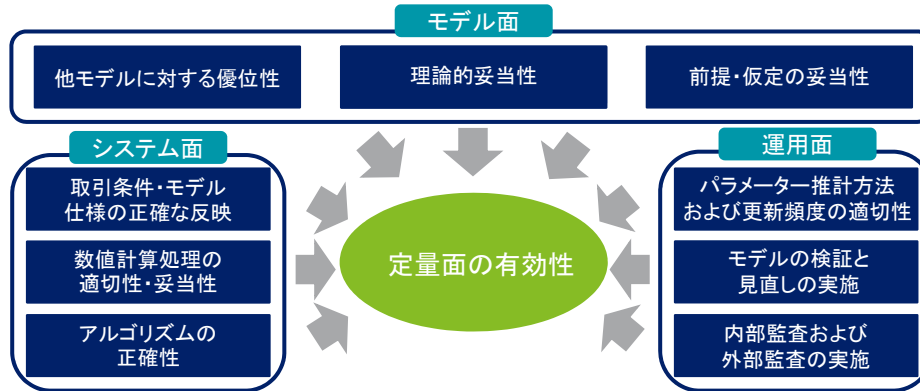 モデル面
他モデルに対する優位性
理論的妥当性
前提・仮定の妥当性
システム面
取引条件・モデル
仕様の正確な反映
数値計算処理の
適切性・妥当性
アルゴリズムの
正確性
定量面の有効性
運用面
パラメーター推計方法
および更新頻度の適切性
モデルの検証と
見直しの実施
内部監査および
外部監査の実施